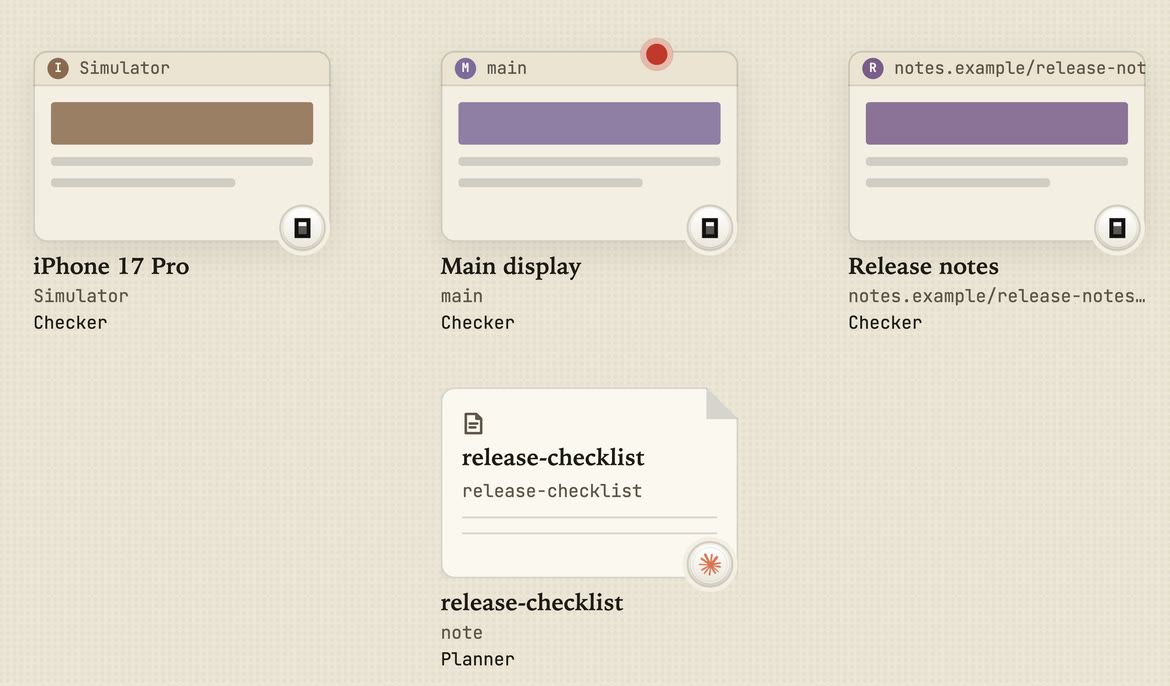 I Simulator
M main
R notes.example/release-not
iPhone 17 Pro
Simulator
Checker
Main display
main
Checker
Release notes
notes.example/release-notes…
Checker
release-checklist
release-checklist
release-checklist
note
Planner